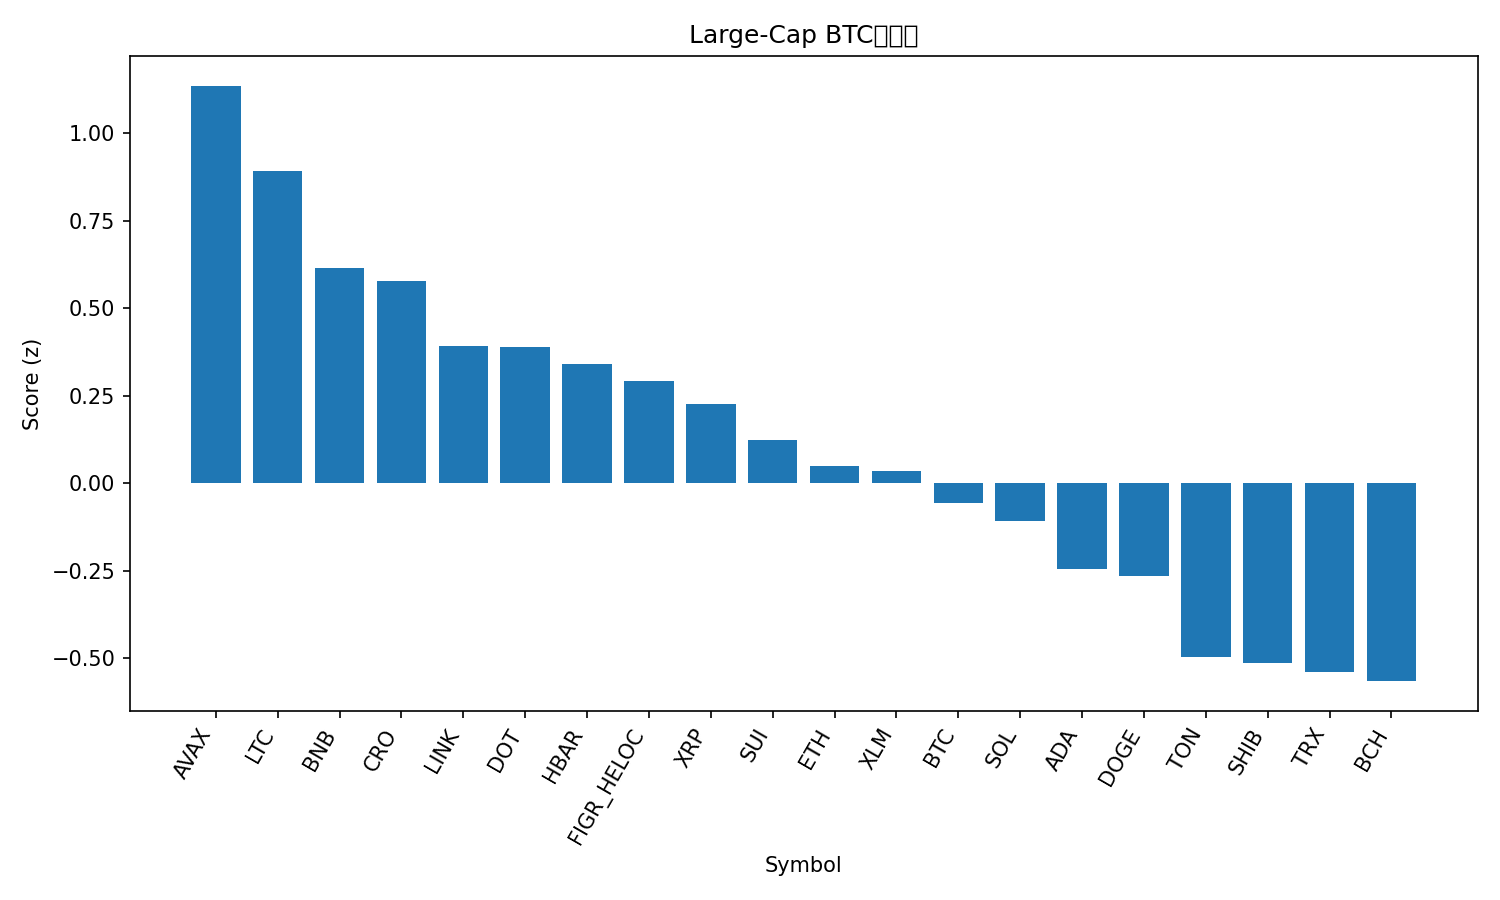 Large-Cap BTC
Score (z)
1.00
0.75
0.50
0.25
0.00
−0.25
−0.50
AVAX
LTC
BNB
CRO
LINK
DOT
HBAR
FIGR_HELOC
XRP
SUI
ETH
XLM
BTC
SOL
ADA
DOGE
TON
SHIB
TRX
BCH
Symbol